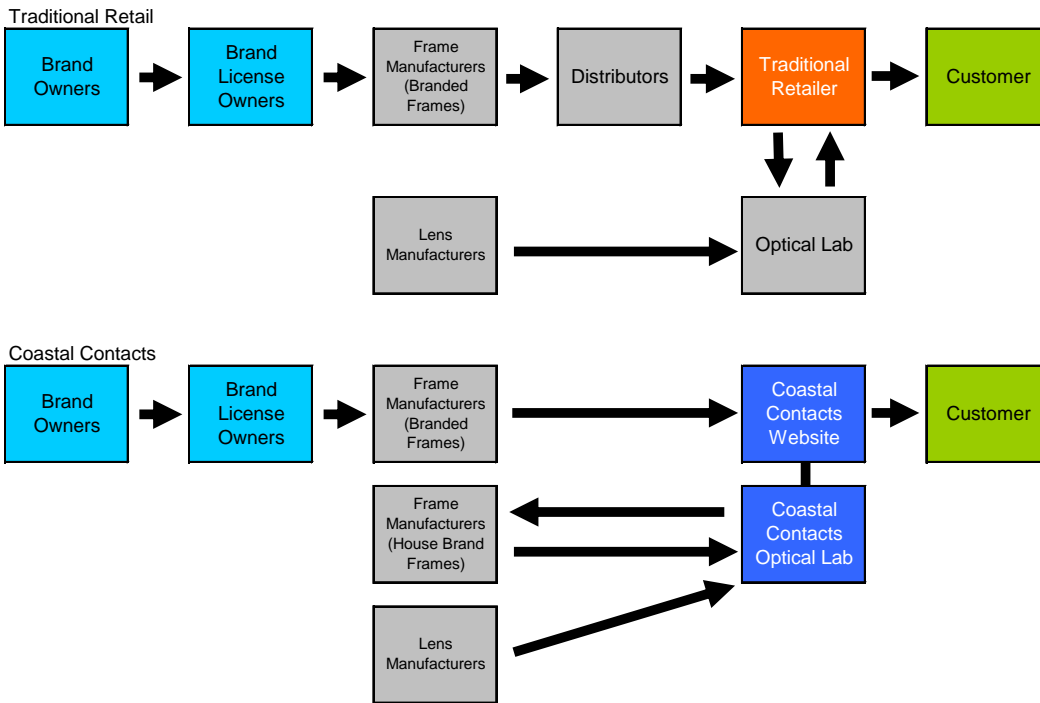 Traditional Retail
Brand
Owners
Brand
License
Owners
Frame
Manufacturers
(Branded
Frames)
Distributors
Traditional
Retailer
Customer
Lens
Manufacturers
Optical Lab
Coastal Contacts
Brand
Owners
Brand
License
Owners
Frame
Manufacturers
(Branded
Frames)
Coastal
Contacts
Website
Customer
Frame
Manufacturers
(House Brand
Frames)
Coastal
Contacts
Optical Lab
Lens
Manufacturers